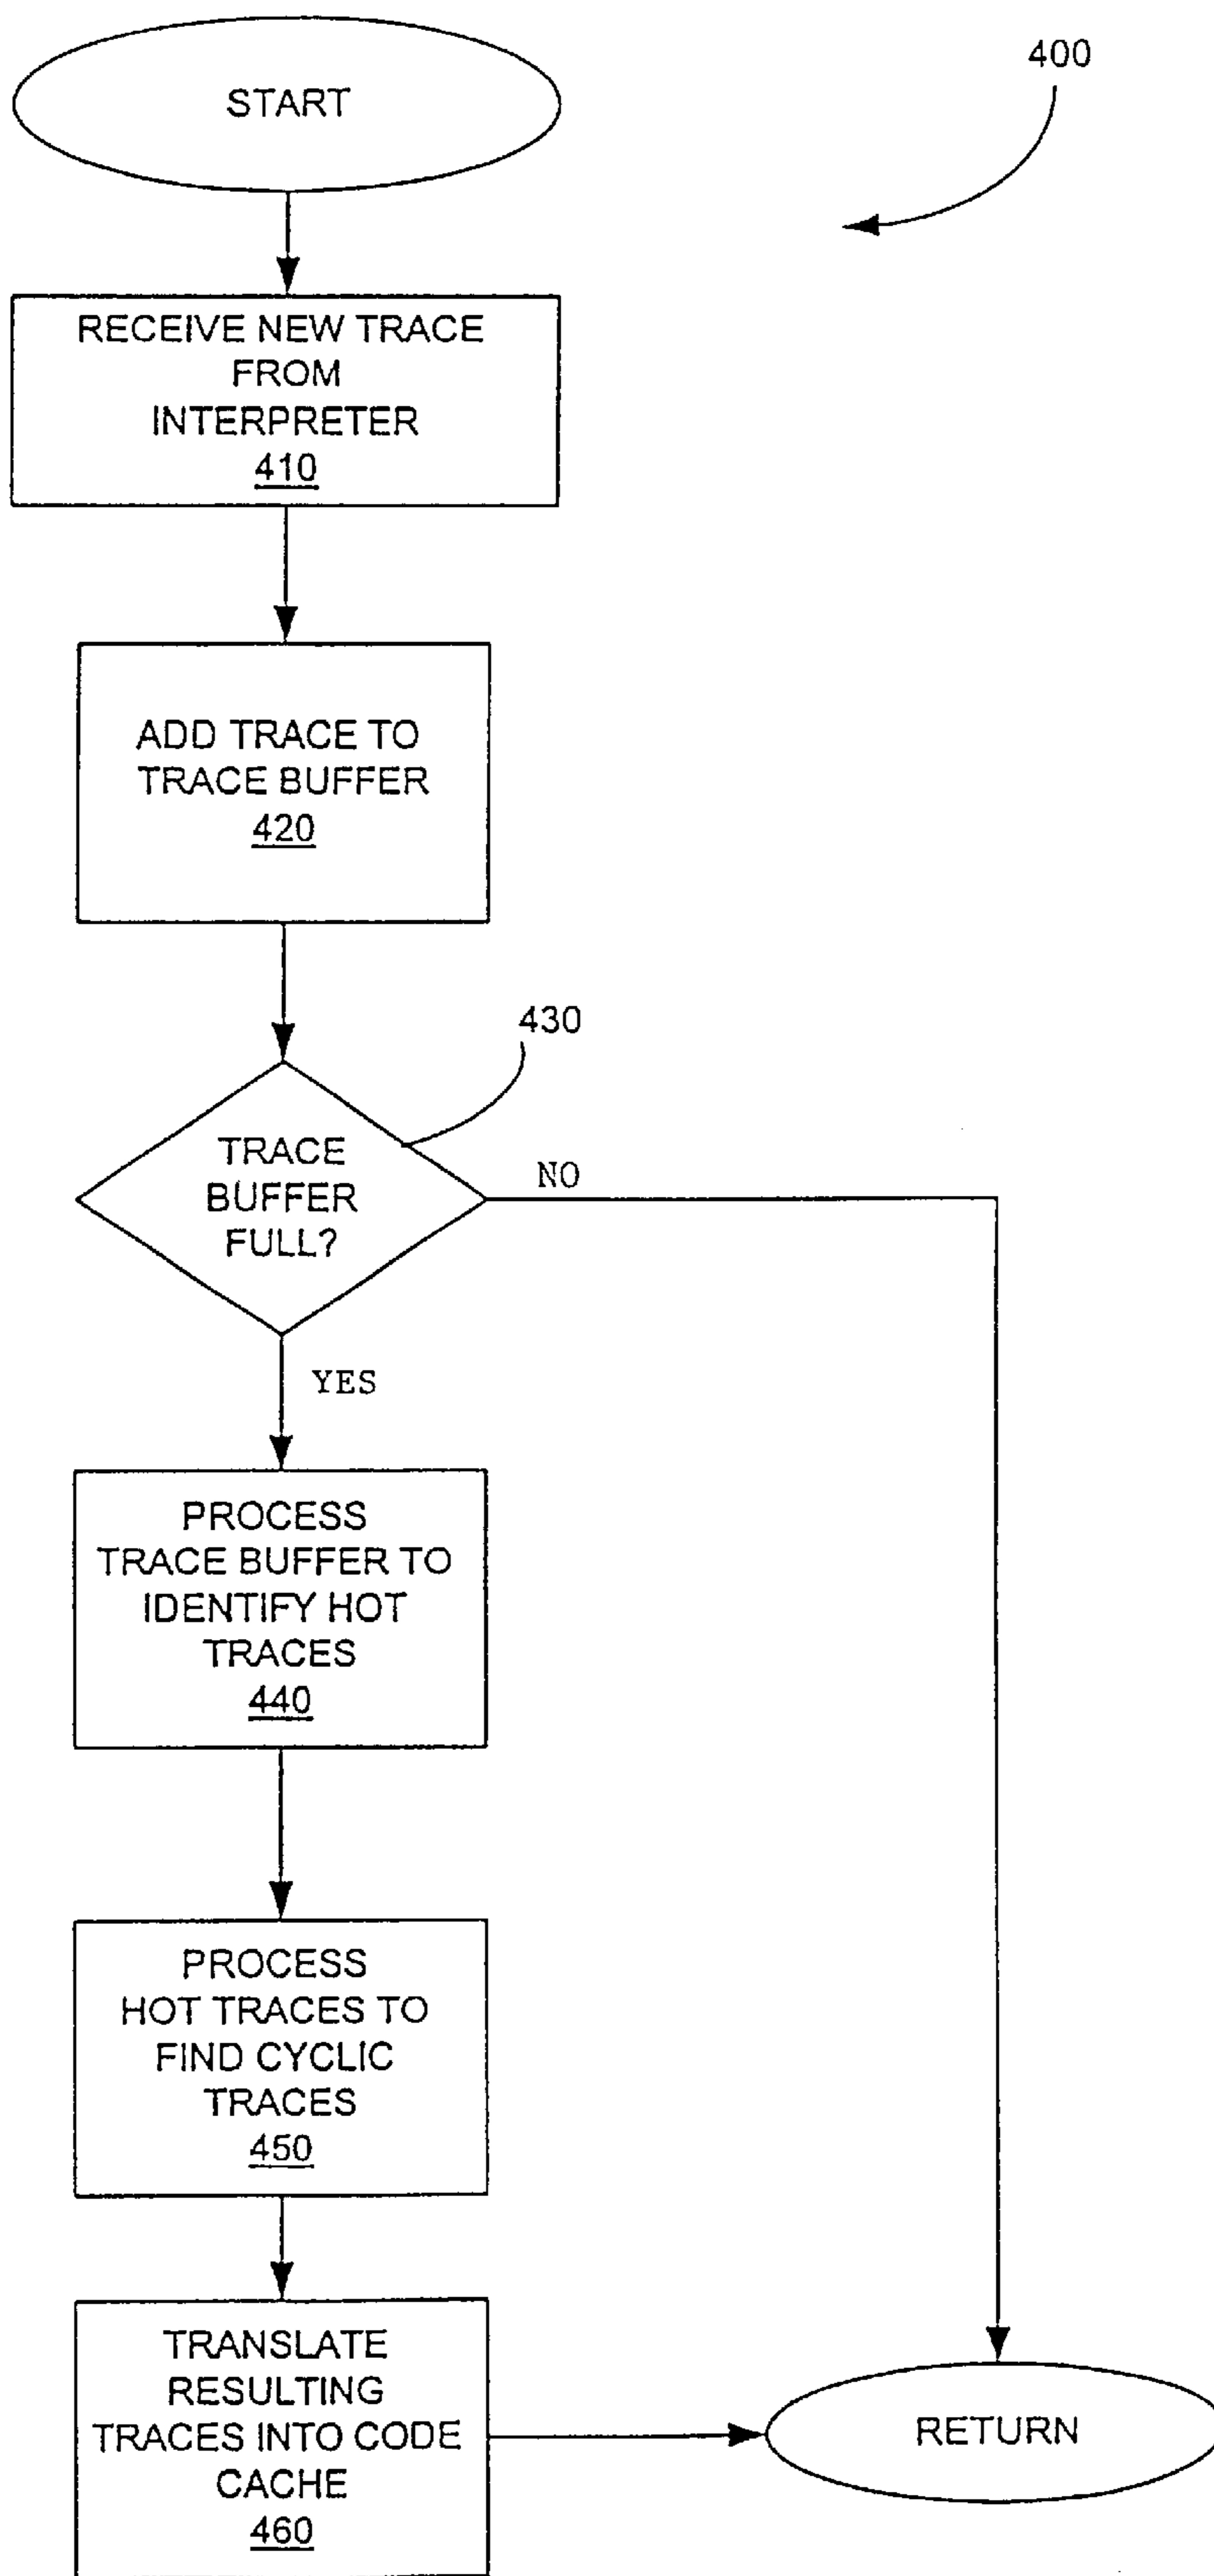 START
400
RECEIVE NEW TRACE
FROM
INTERPRETER
410
ADD TRACE TO
TRACE BUFFER
420
430
TRACE
BUFFER
FULL?
NO
YES
PROCESS
TRACE BUFFER TO
IDENTIFY HOT
TRACES
440
PROCESS
HOT TRACES TO
FIND CYCLIC
TRACES
450
TRANSLATE
RESULTING
TRACES INTO CODE
CACHE
460
RETURN